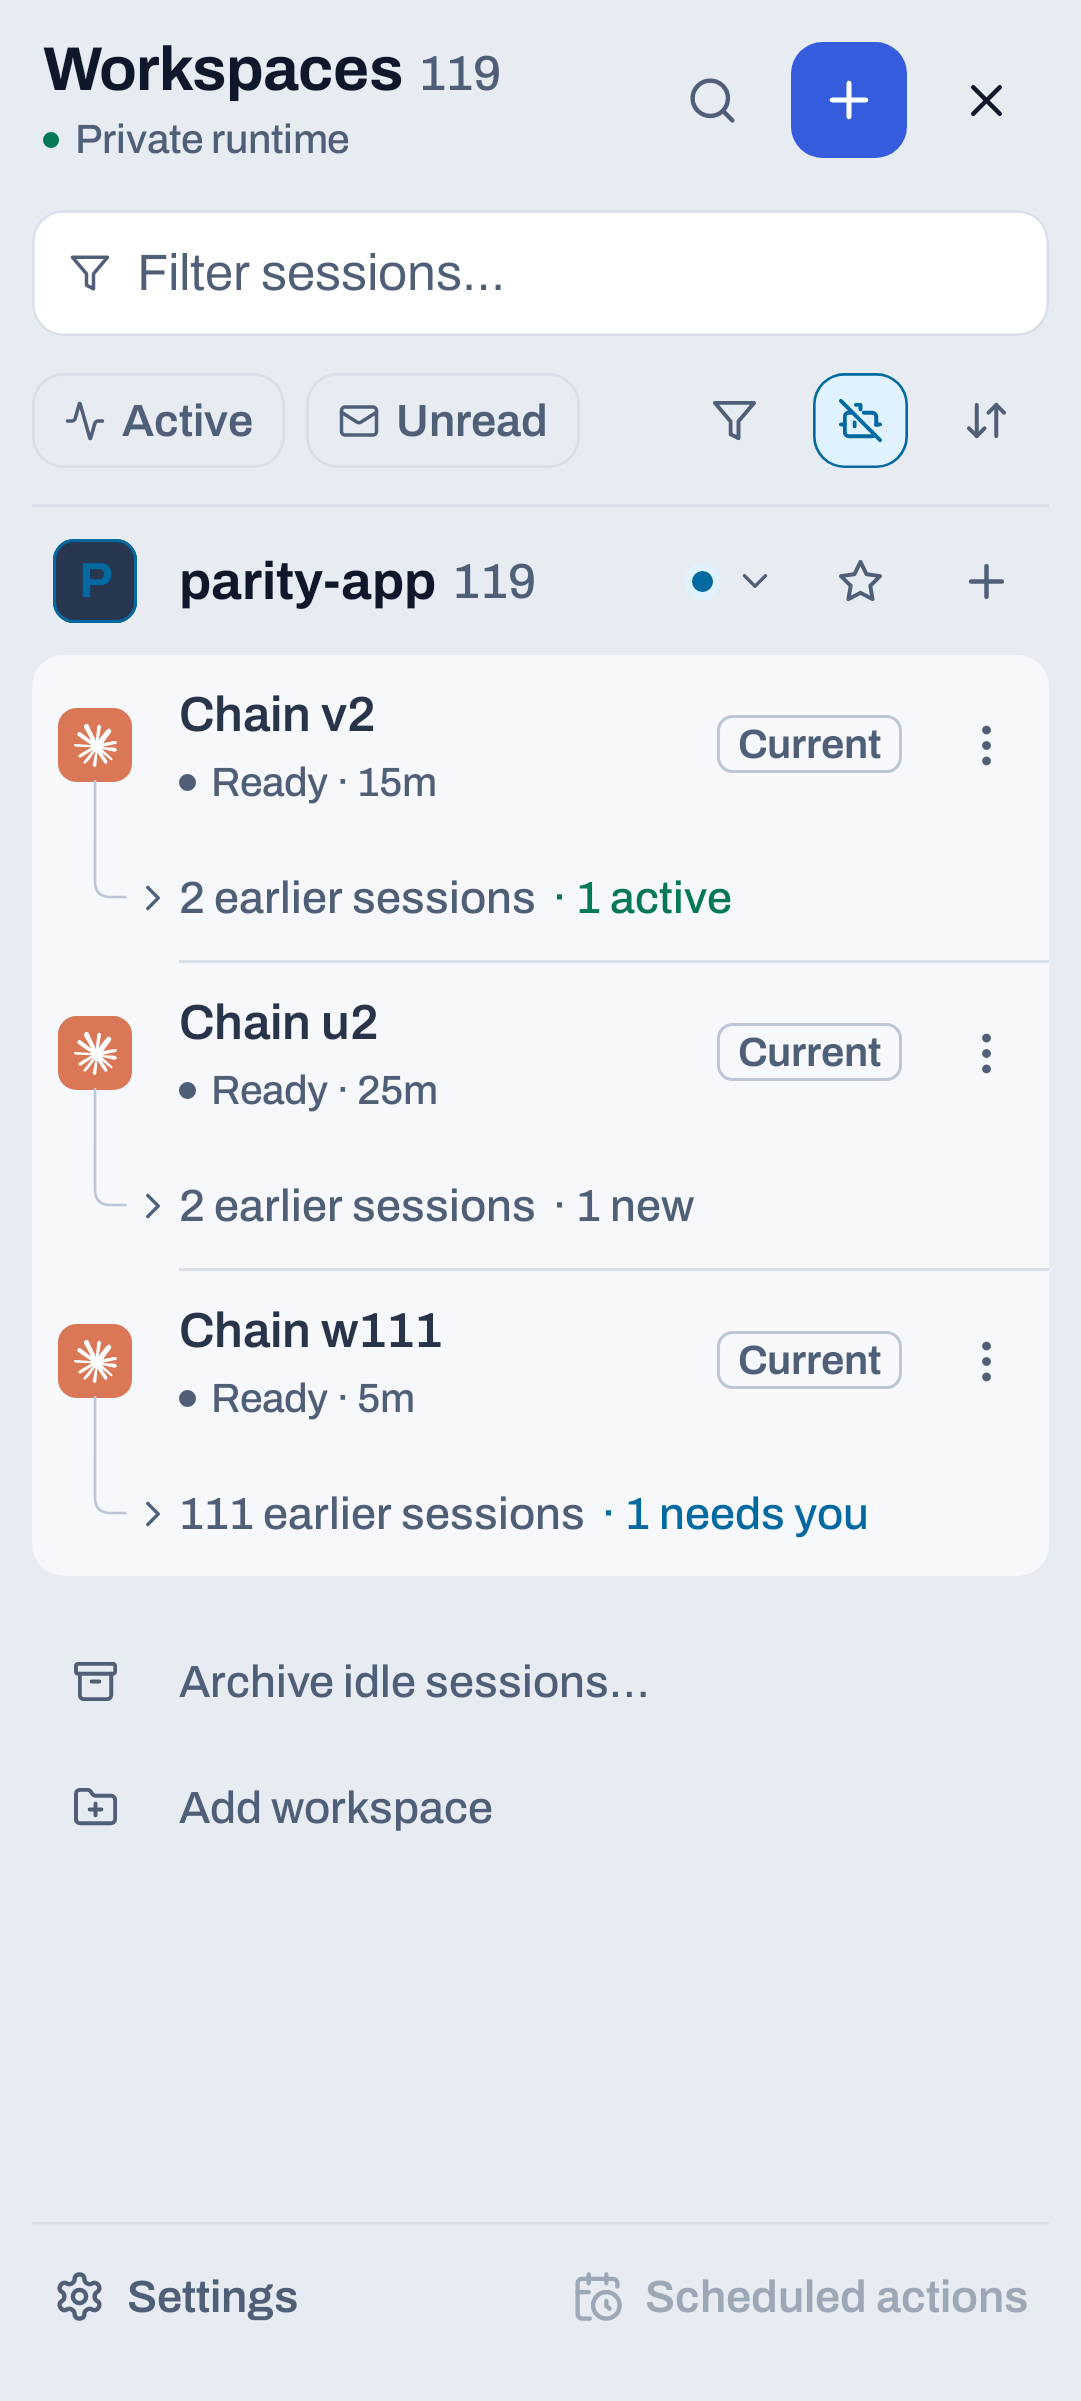 Workspaces 119
Private runtime
Filter sessions...
Active
Unread
P
parity-app 119
Chain v2
Current
Ready · 15m
2 earlier sessions · 1 active
Chain u2
Current
Ready · 25m
2 earlier sessions · 1 new
Chain w111
Current
Ready · 5m
111 earlier sessions · 1 needs you
Archive idle sessions...
Add workspace
Settings
Scheduled actions